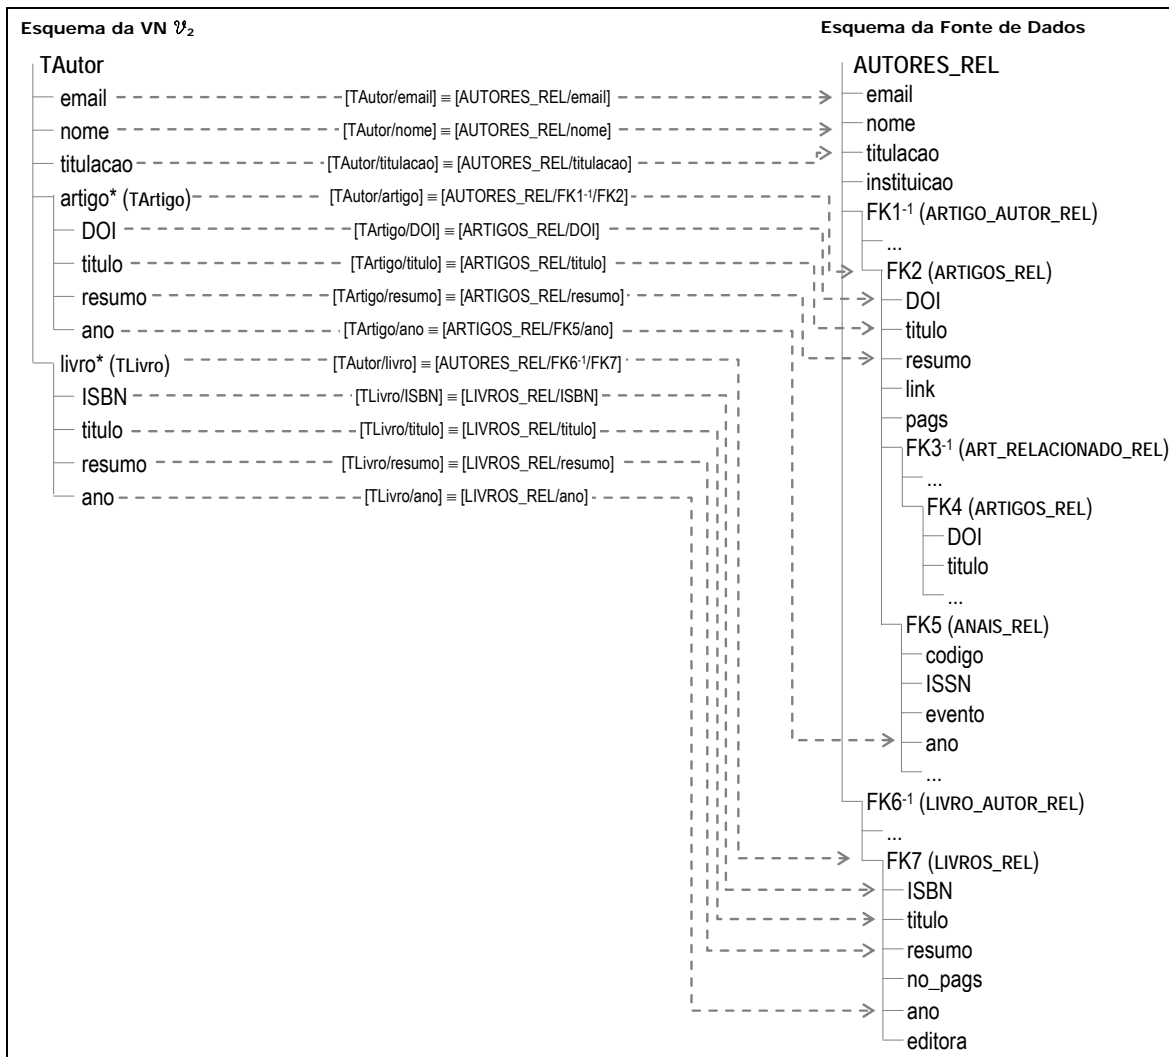 Esquema da VN 𝒱₂
Esquema da Fonte de Dados
TAutor
AUTORES_REL
email [TAutor/email] ≡ [AUTORES_REL/email] email
nome [TAutor/nome] ≡ [AUTORES_REL/nome] nome
titulacao [TAutor/titulacao] ≡ [AUTORES_REL/titulacao] titulacao
instituicao
artigo* (TArtigo) [TAutor/artigo] ≡ [AUTORES_REL/FK1⁻¹/FK2]
FK1⁻¹ (ARTIGO_AUTOR_REL)
DOI [TArtigo/DOI] ≡ [ARTIGOS_REL/DOI] ...
titulo [TArtigo/titulo] ≡ [ARTIGOS_REL/titulo] FK2 (ARTIGOS_REL)
resumo [TArtigo/resumo] ≡ [ARTIGOS_REL/resumo] DOI
ano [TArtigo/ano ≡ [ARTIGOS_REL/FK5/ano] titulo
livro* (TLivro) [TAutor/livro] ≡ [AUTORES_REL/FK6⁻¹/FK7] resumo
ISBN [TLivro/ISBN] ≡ [LIVROS_REL/ISBN] link
titulo [TLivro/titulo] ≡ [LIVROS_REL/titulo] pags
resumo [TLivro/resumo] ≡ [LIVROS_REL/resumo] FK3⁻¹ (ART_RELACIONADO_REL)
ano [TLivro/ano] ≡ [LIVROS_REL/ano] ...
FK4 (ARTIGOS_REL)
DOI
titulo
...
FK5 (ANAIS_REL)
codigo
ISSN
evento
ano
...
FK6⁻¹ (LIVRO_AUTOR_REL)
...
FK7 (LIVROS_REL)
ISBN
titulo
resumo
no_pags
ano
editora